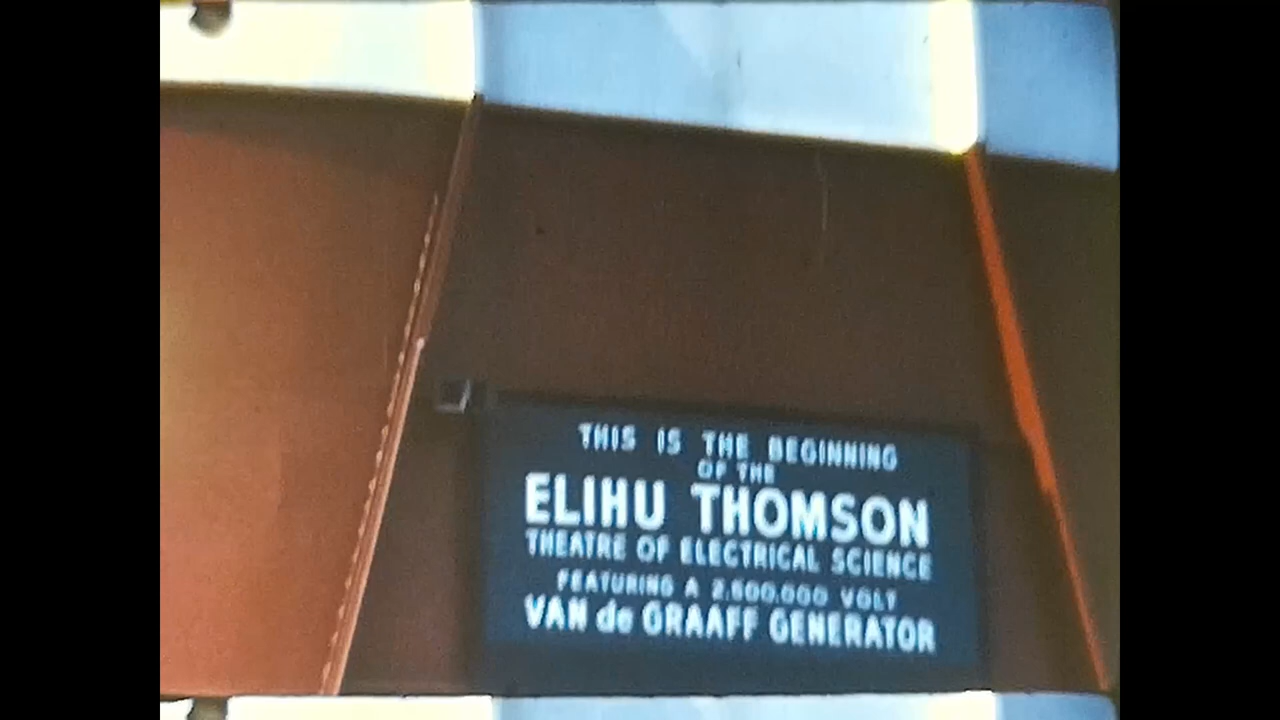 THIS IS THE BEGINNING
OF THE
ELIHU THOMSON
THEATRE OF ELECTRICAL SCIENCE
FEATURING A 2,500,000 VOLT
VAN de GRAAFF GENERATOR